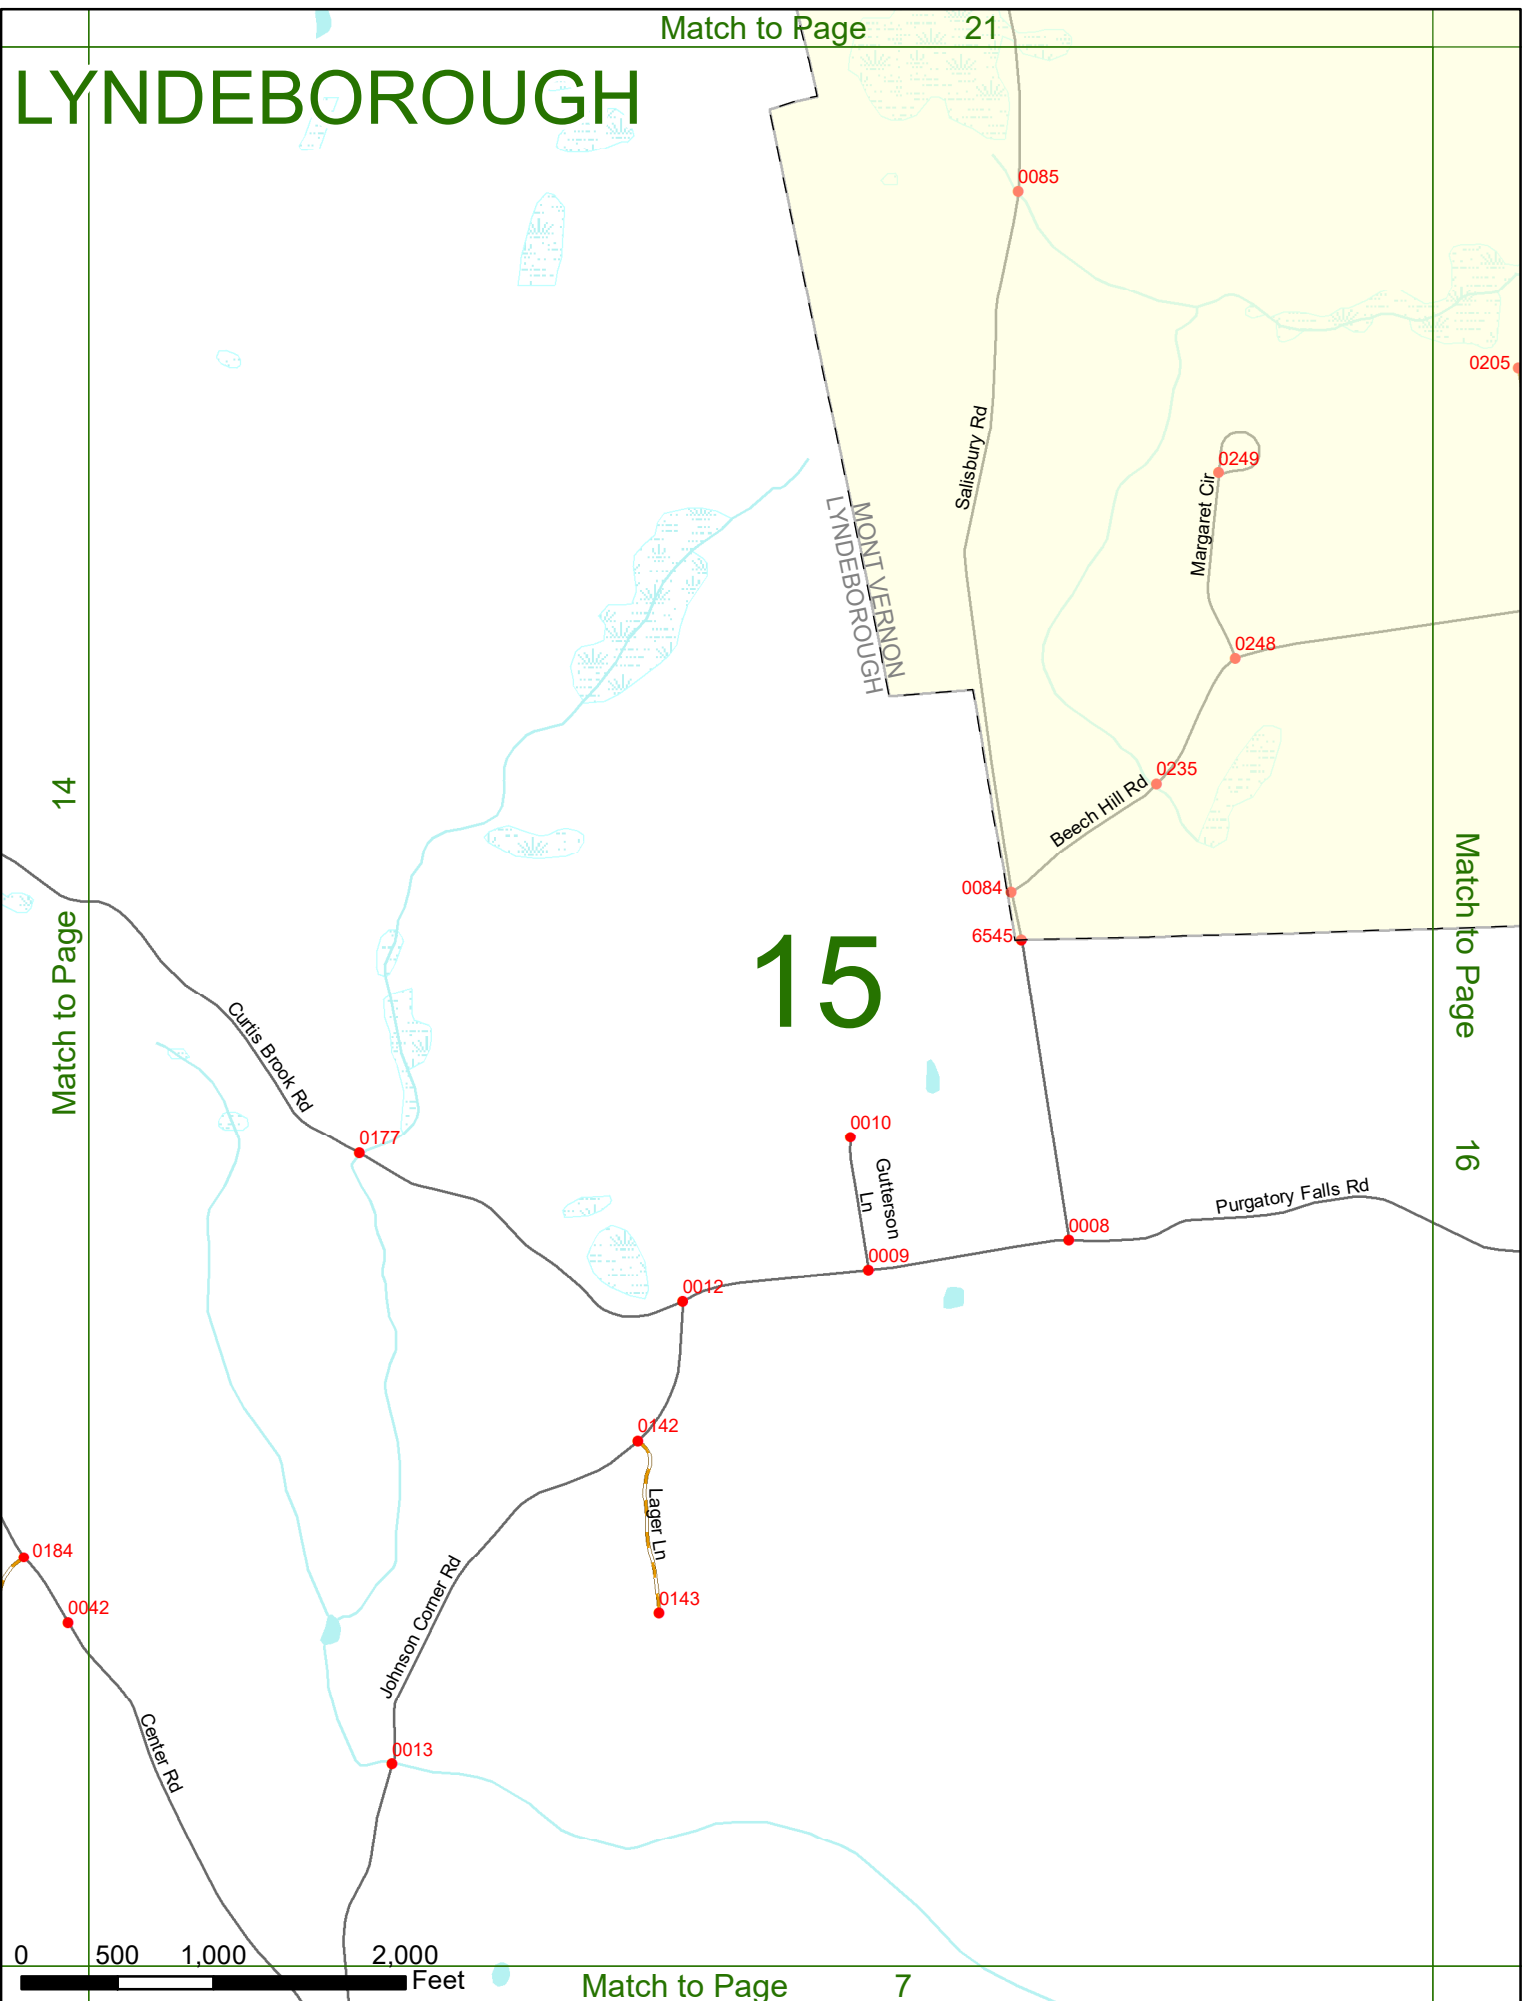 Match to Page 21
LYNDEBOROUGH
0085
0205
Salisbury Rd
0249
Margaret Cir
MONT VERNON
LYNDEBOROUGH
0248
14
Match to Page
0235
Beech Hill Rd
0084
6545
15
Match to Page
16
Curtis Brook Rd
0177
0010
Gutterson
Ln
Purgatory Falls Rd
0008
0009
0012
0142
Lager Ln
0184
0143
0042
Johnson Corner Rd
Center Rd
0013
0 500 1,000 2,000
Feet
Match to Page 7